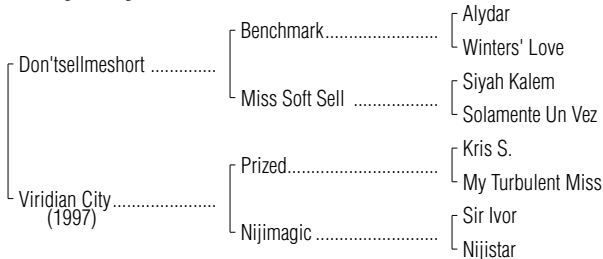 Alydar
Benchmark..........................
Winters' Love
Don'tsellmeshort ...............
Siyah Kalem
Miss Soft Sell ...................
Solamente Un Vez
Kris S.
Prized..................................
My Turbulent Miss
Viridian City........................
(1997)
Sir Ivor
Nijimagic ............................
Nijistar